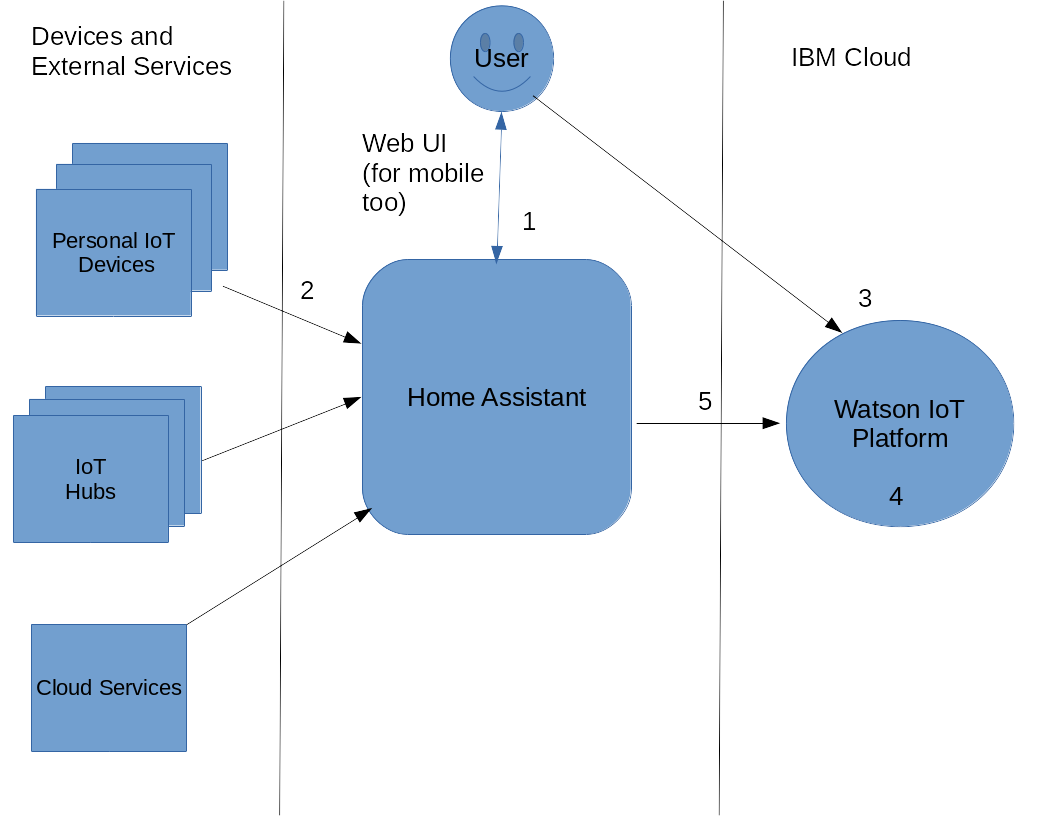 Devices and
External Services
User
IBM Cloud
Web UI
(for mobile
too)
1
Personal IoT
Devices
2
3
Home Assistant
5
Watson IoT
Platform
4
IoT
Hubs
Cloud Services